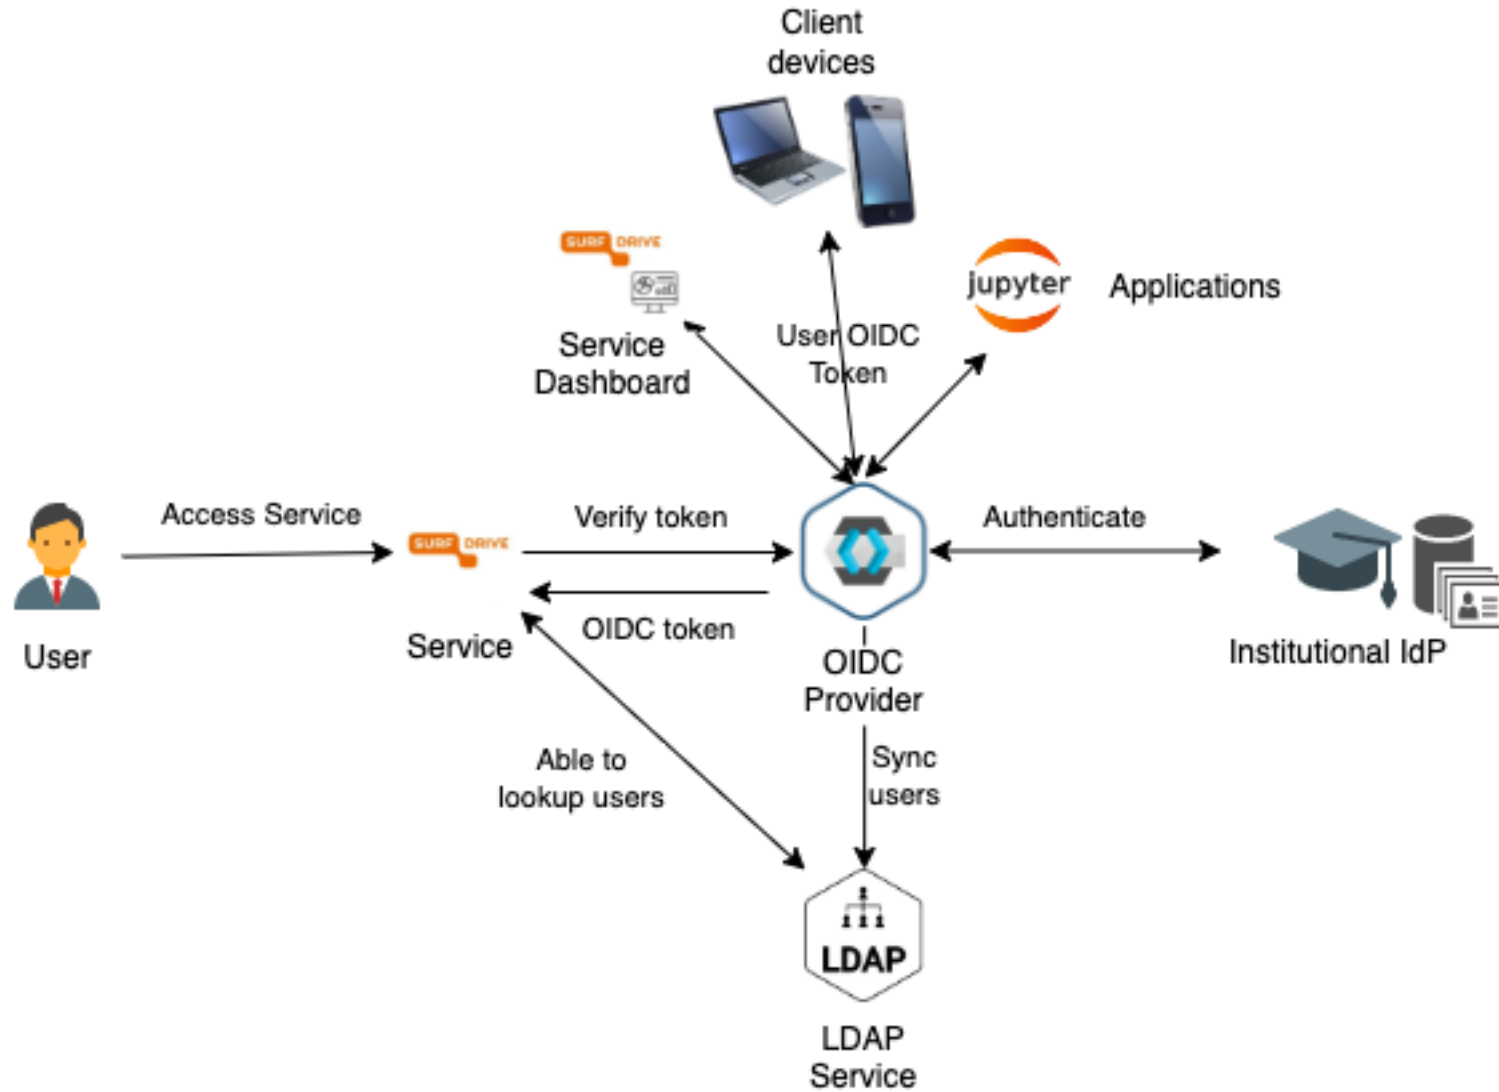 Client
devices
SURF DRIVE
jupyter
Applications
Service
Dashboard
User OIDC
Token
Access Service
Verify token
Authenticate
SURF DRIVE
OIDC token
User
Service
OIDC
Provider
Institutional IdP
Able to
lookup users
Sync
users
LDAP
LDAP
Service